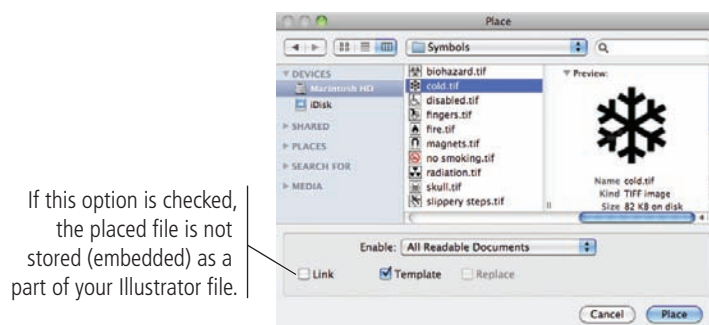 Place
Symbols
DEVICES
Macintosh HD
iDisk
SHARED
PLACES
SEARCH FOR
MEDIA
biohazard.tif
cold.tif
disabled.tif
fingers.tif
fire.tif
magnets.tif
no smoking.tif
radiation.tif
skull.tif
slippery steps.tif
Preview:
Name cold.tif
Kind TIFF image
Size 82 KB on disk
If this option is checked,
the placed file is not
stored (embedded) as a
part of your Illustrator file.
Enable: All Readable Documents
Link Template Replace
Cancel Place